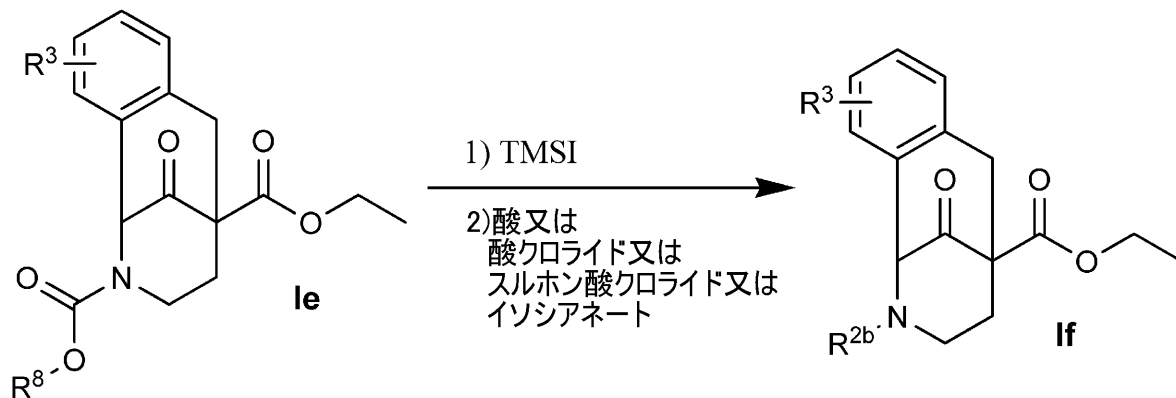 R³
O
O
O
N
O
O
R⁸
Ie
1) TMSI
2)酸又は
酸クロライド又は
スルホン酸クロライド又は
イソシアネート
R³
O
O
O
N
R²ᵇ
If